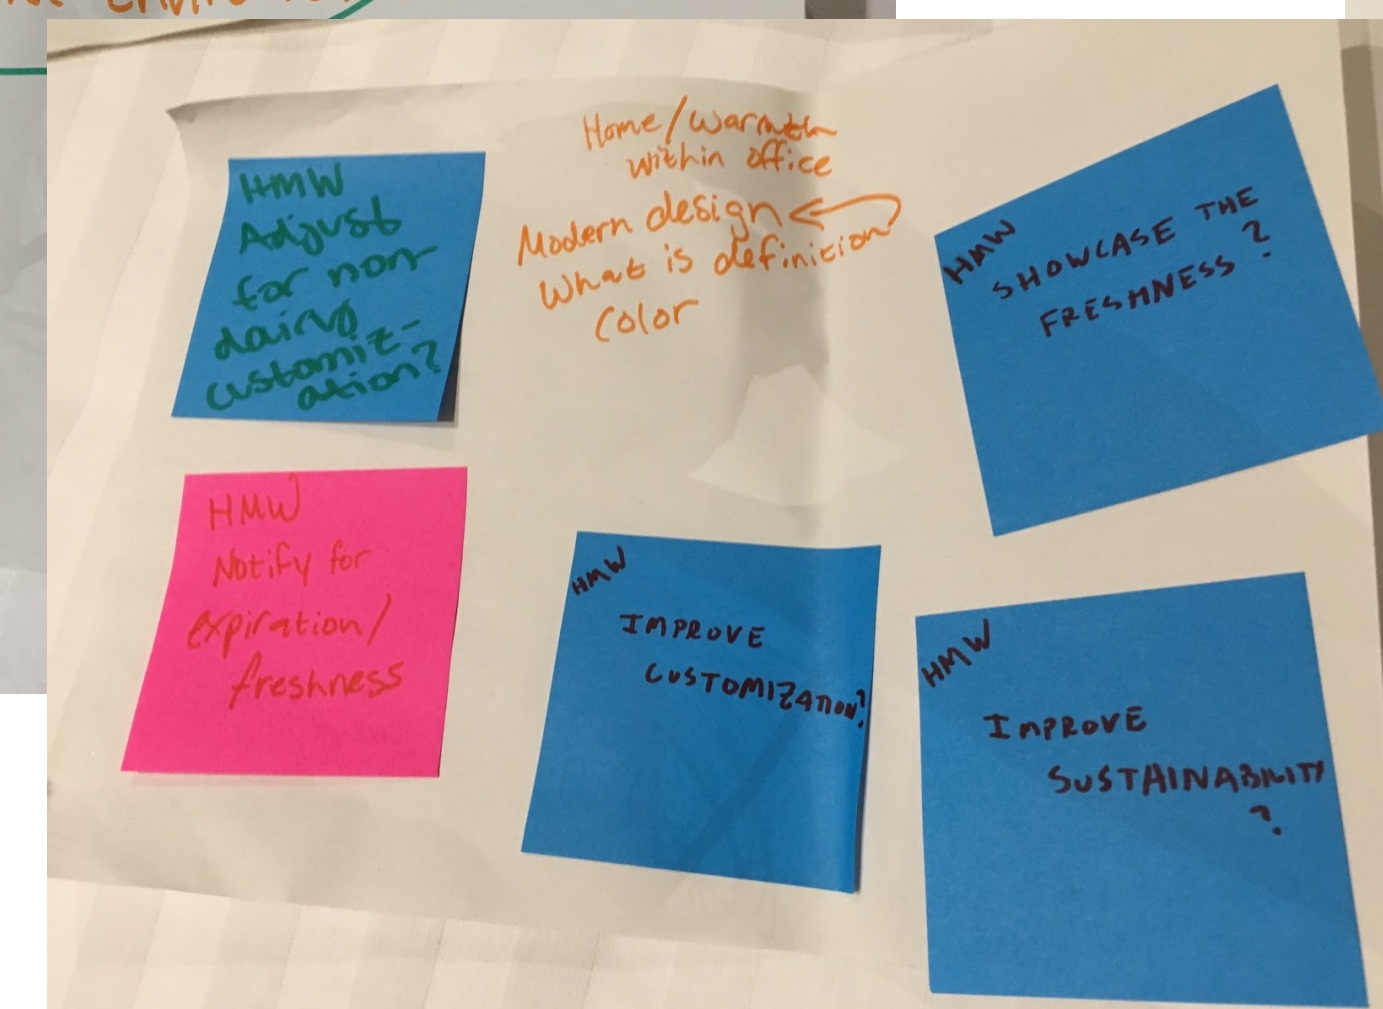 HMW
Adjust
for non-
dairy
customiz-
ation?
Home/Warmth
within office
Modern design
What is definition
Color
HMW
SHOWCASE THE
FRESHNESS?
HMW
Notify for
expiration/
freshness
HMW
IMPROVE
CUSTOMIZATION?
HMW
IMPROVE
SUSTAINABILITY
?